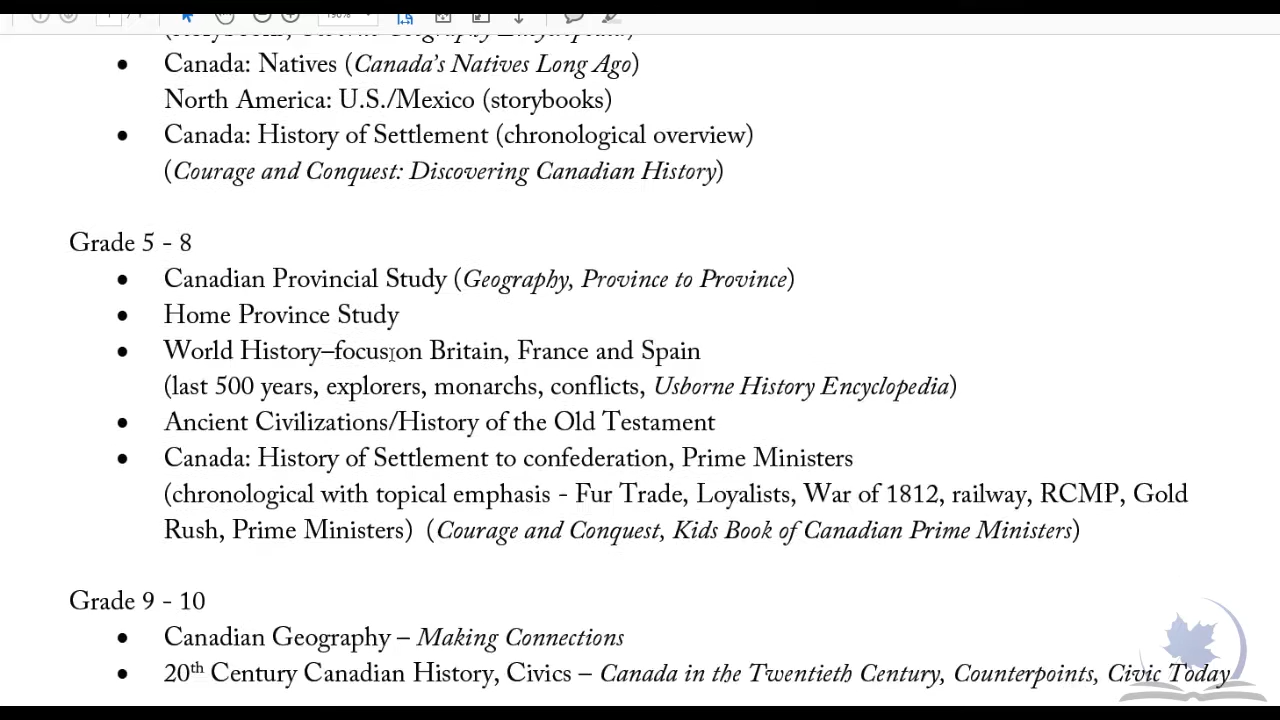 • Canada: Natives (Canada's Natives Long Ago)
North America: U.S./Mexico (storybooks)
• Canada: History of Settlement (chronological overview)
(Courage and Conquest: Discovering Canadian History)
Grade 5 - 8
• Canadian Provincial Study (Geography, Province to Province)
• Home Province Study
• World History–focus on Britain, France and Spain
(last 500 years, explorers, monarchs, conflicts, Usborne History Encyclopedia)
• Ancient Civilizations/History of the Old Testament
• Canada: History of Settlement to confederation, Prime Ministers
(chronological with topical emphasis - Fur Trade, Loyalists, War of 1812, railway, RCMP, Gold
Rush, Prime Ministers) (Courage and Conquest, Kids Book of Canadian Prime Ministers)
Grade 9 - 10
• Canadian Geography – Making Connections
• 20th Century Canadian History, Civics – Canada in the Twentieth Century, Counterpoints, Civic Today